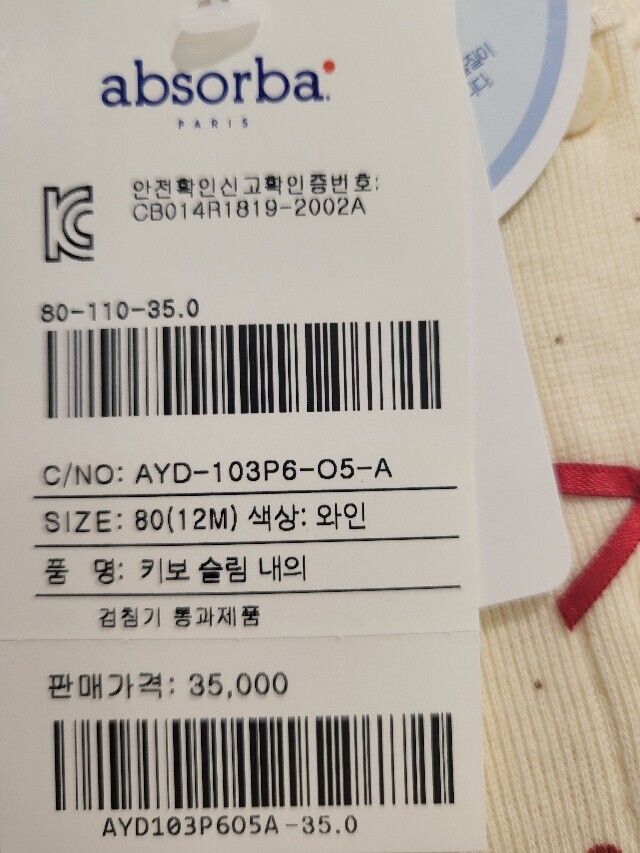 absorba
PARIS
안전확인신고확인증번호:
CB014R1819-2002A
80-110-35.0
C/NO: AYD-103P6-O5-A
SIZE: 80(12M) 색상: 와인
품 명: 키보 슬림 내의
검침기 통과제품
판매가격: 35,000
AYD103P6O5A-35.0